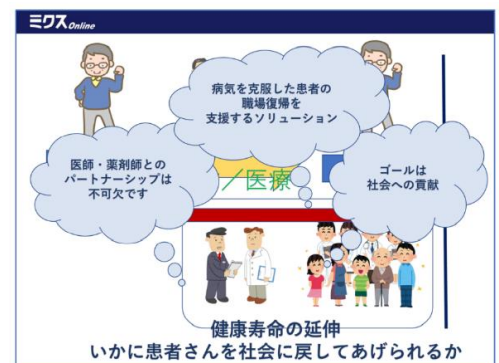 ミクスOnline
病気を克服した患者の
職場復帰を
支援するソリューション
医師・薬剤師との
パートナーシップは
不可欠です
／医療
ゴールは
社会への貢献
健康寿命の延伸
いかに患者さんを社会に戻してあげられるか